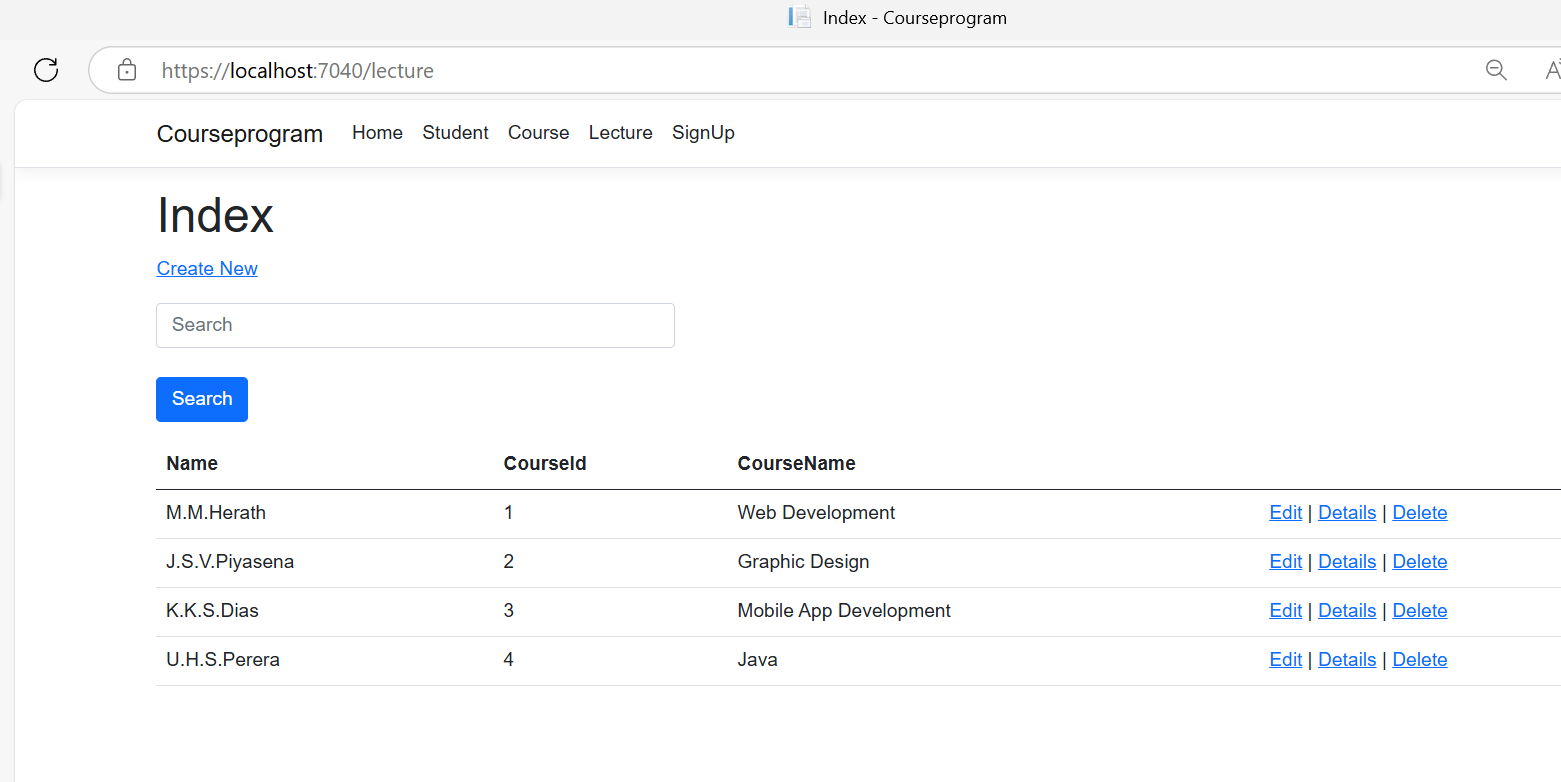 Index - Courseprogram
https://localhost:7040/lecture
Courseprogram Home Student Course Lecture SignUp
Index
Create New
Search
Search
Name CourseId CourseName
M.M.Herath 1 Web Development Edit | Details | Delete
J.S.V.Piyasena 2 Graphic Design Edit | Details | Delete
K.K.S.Dias 3 Mobile App Development Edit | Details | Delete
U.H.S.Perera 4 Java Edit | Details | Delete